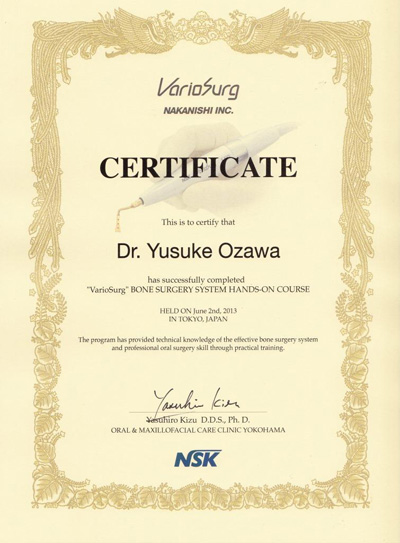 VarioSurg
NAKANISHI INC.
CERTIFICATE
This is to certify that
Dr. Yusuke Ozawa
has successfully completed
"VarioSurg" BONE SURGERY SYSTEM HANDS-ON COURSE
HELD ON June 2nd, 2013
IN TOKYO, JAPAN
The program has provided technical knowledge of the effective bone surgery system
and professional oral surgery skill through practical training.
Yasuhiro Kizu
Yasuhiro Kizu D.D.S., Ph. D.
ORAL & MAXILLOFACIAL CARE CLINIC YOKOHAMA
NSK